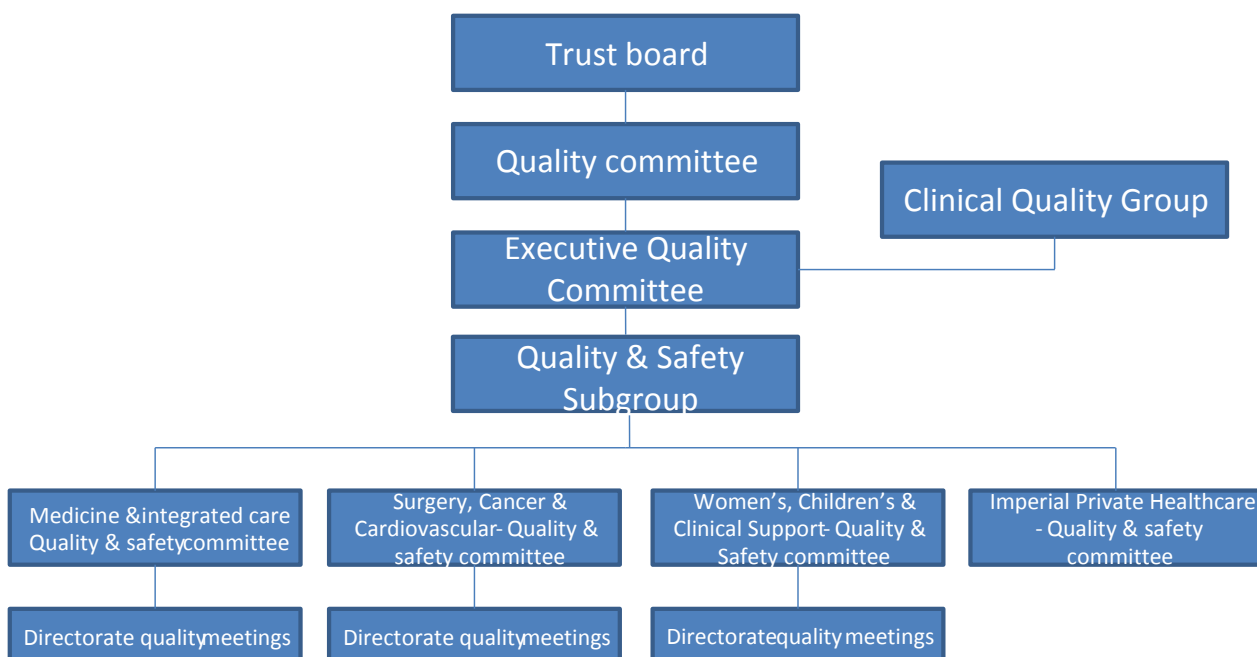 Trust board
Quality committee
Clinical Quality Group
Executive Quality
Committee
Quality & Safety
Subgroup
Medicine &integrated care
Quality & safetycommittee
Surgery, Cancer &
Cardiovascular- Quality &
safety committee
Women’s, Children’s &
Clinical Support- Quality &
Safety committee
Imperial Private Healthcare
- Quality & safety
committee
Directorate qualitymeetings
Directorate qualitymeetings
Directoratequality meetings